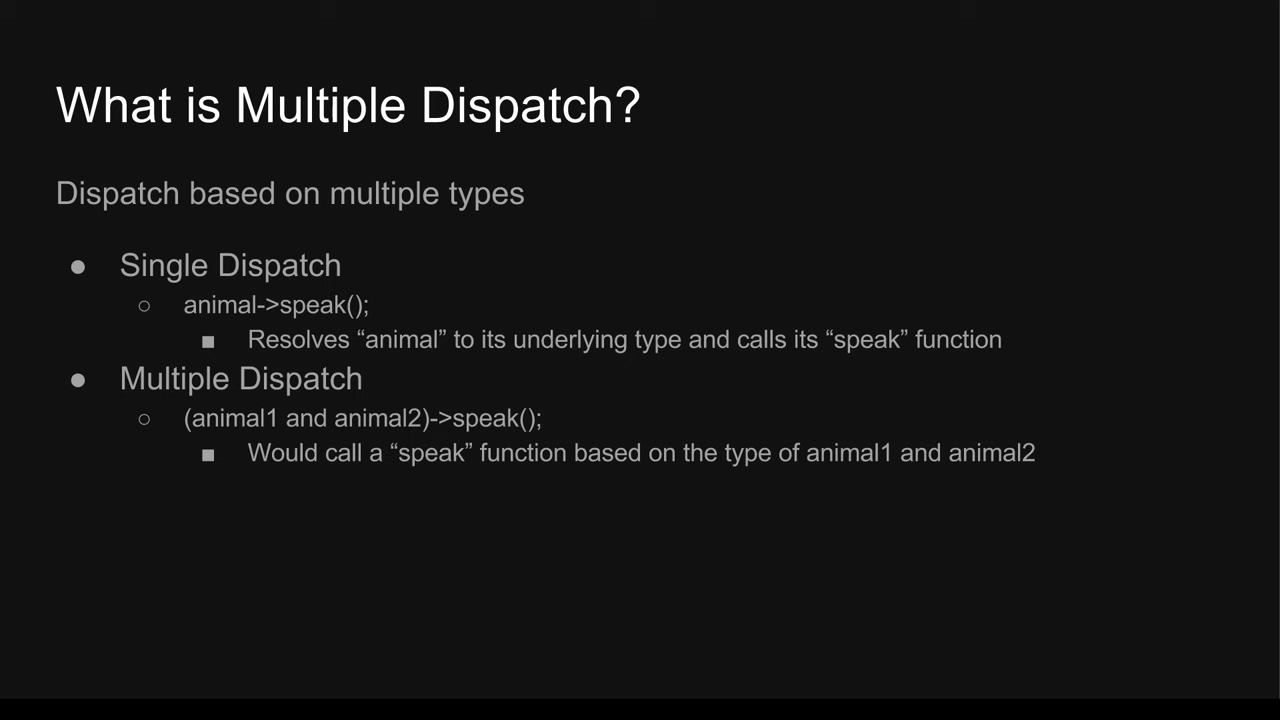 What is Multiple Dispatch?
Dispatch based on multiple types
● Single Dispatch
○ animal->speak();
■ Resolves “animal” to its underlying type and calls its “speak” function
● Multiple Dispatch
○ (animal1 and animal2)->speak();
■ Would call a “speak” function based on the type of animal1 and animal2